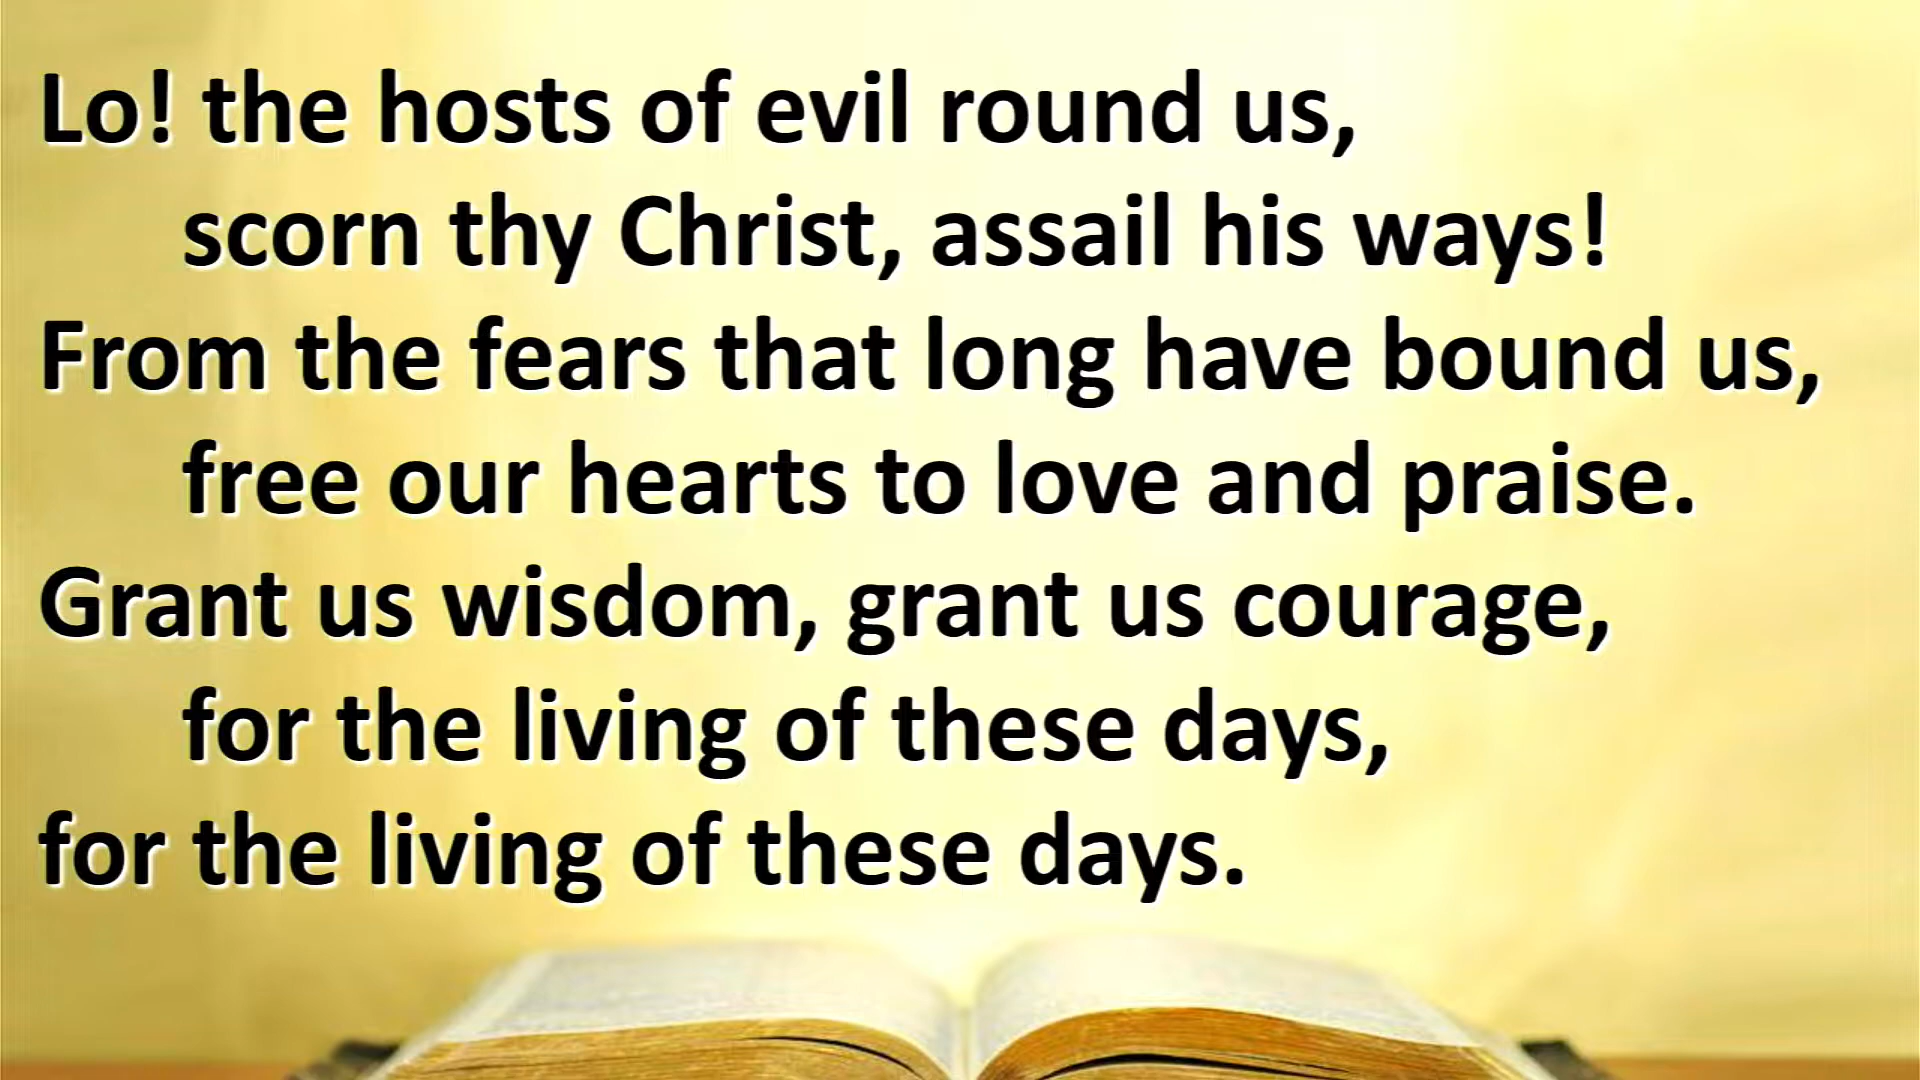 Lo! the hosts of evil round us,
scorn thy Christ, assail his ways!
From the fears that long have bound us,
free our hearts to love and praise.
Grant us wisdom, grant us courage,
for the living of these days,
for the living of these days.